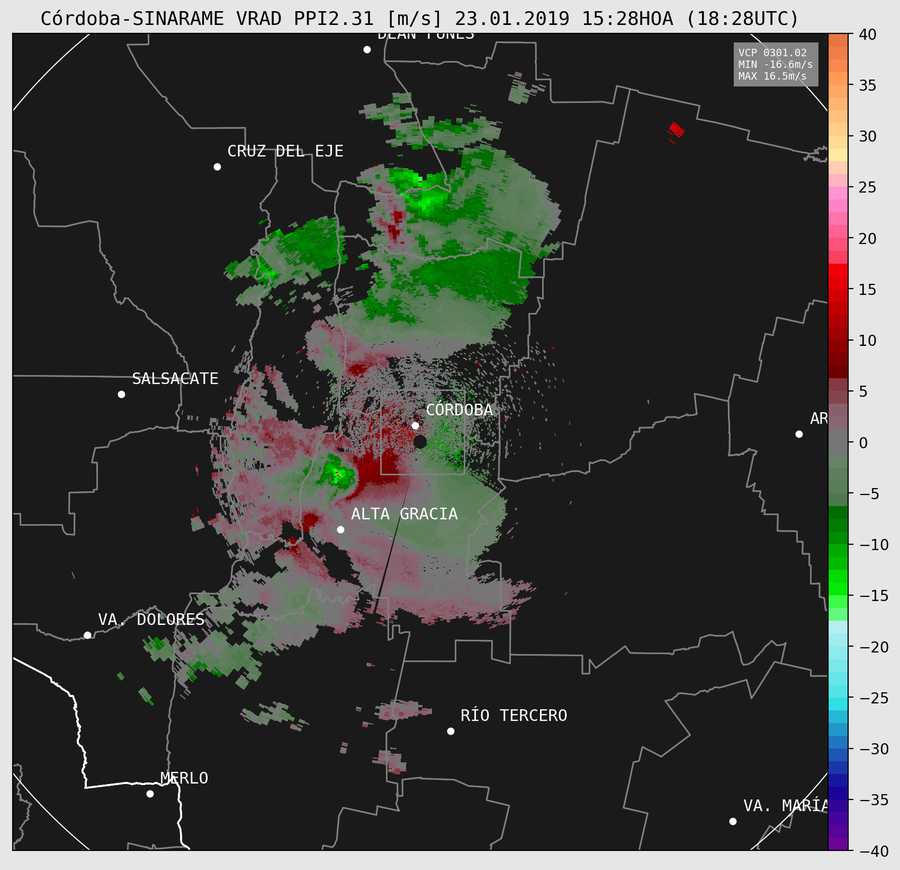 Córdoba-SINARAME VRAD PPI2.31 [m/s] 23.01.2019 15:28HOA (18:28UTC)
DEAN FUNES
VCP 0301.02
MIN -16.6m/s
MAX 16.5m/s
CRUZ DEL EJE
SALSACATE
CÓRDOBA
AR
ALTA GRACIA
VA. DOLORES
RÍO TERCERO
MERLO
VA. MARÍA
40
35
30
25
20
15
10
5
0
−5
−10
−15
−20
−25
−30
−35
−40